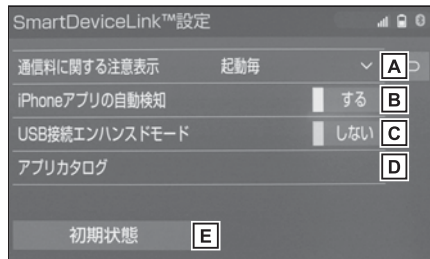 SmartDeviceLink™設定
通信料に関する注意表示 起動毎 A
iPhoneアプリの自動検知 する B
USB接続エンハンスドモード しない C
アプリカタログ D
初期状態 E